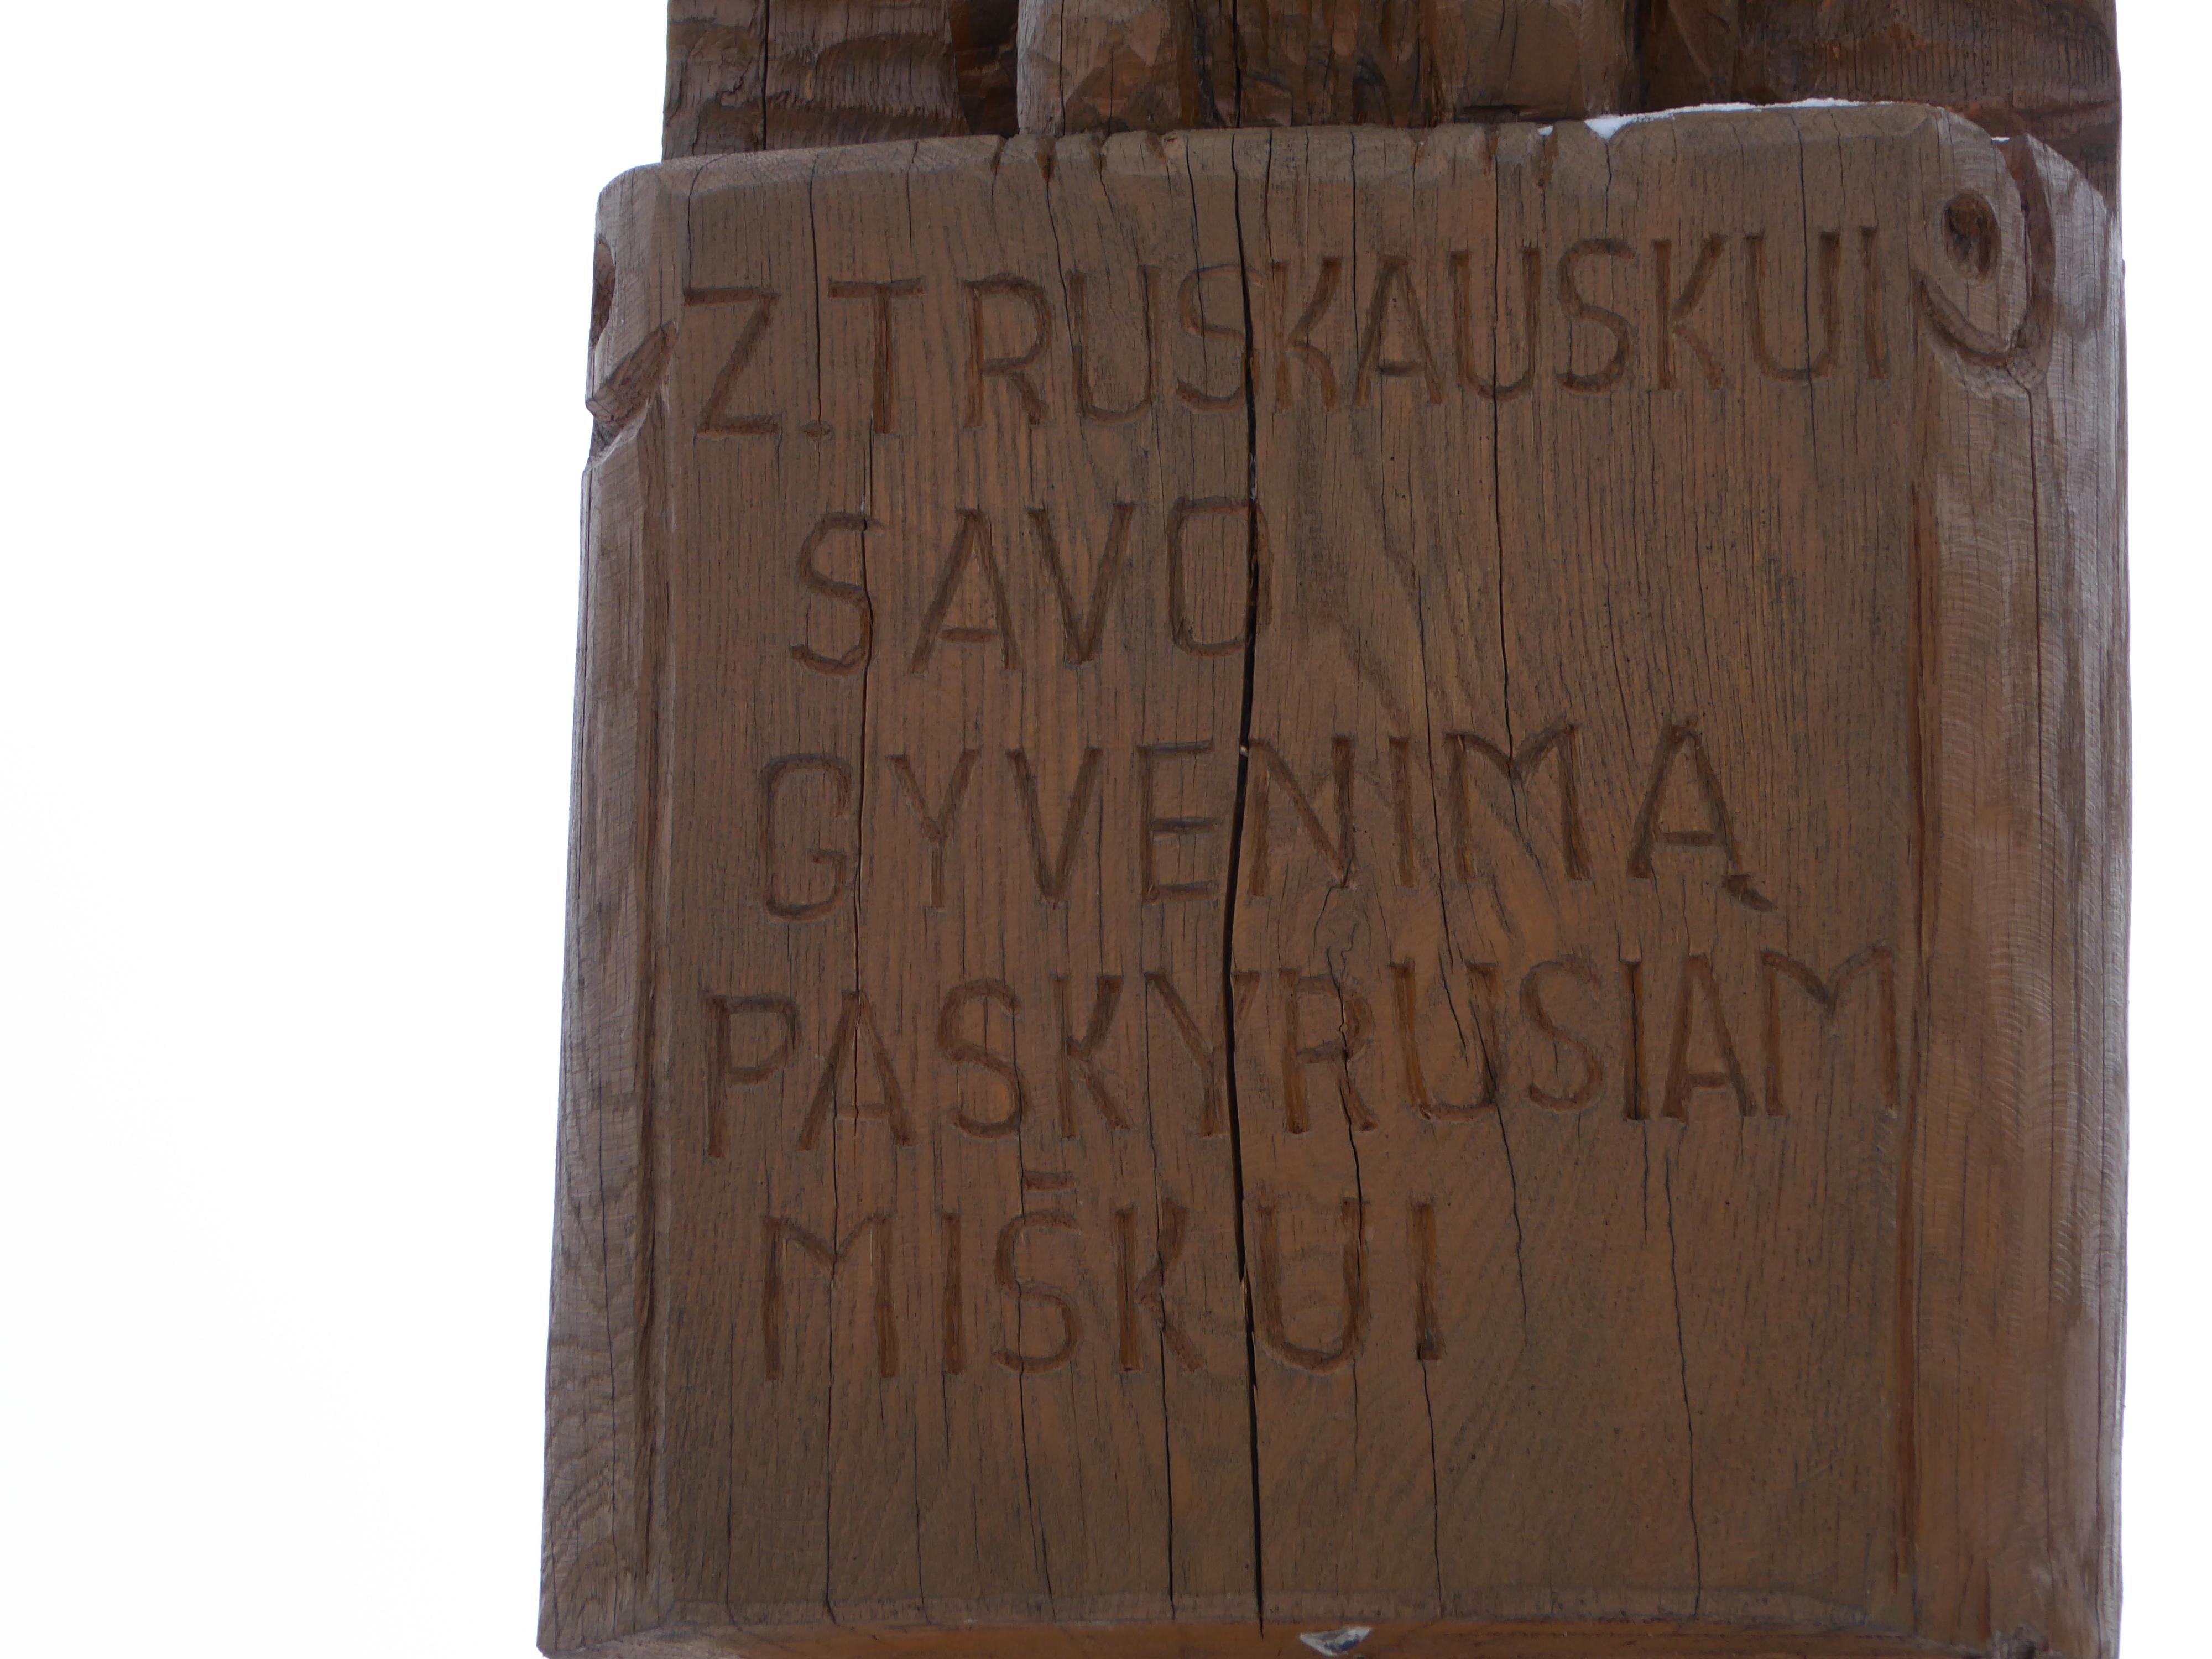 Z.TRUSKAUSKUI
SAVO
GYVENIMĄ
PASKYRUSIAM
MIŠKUI